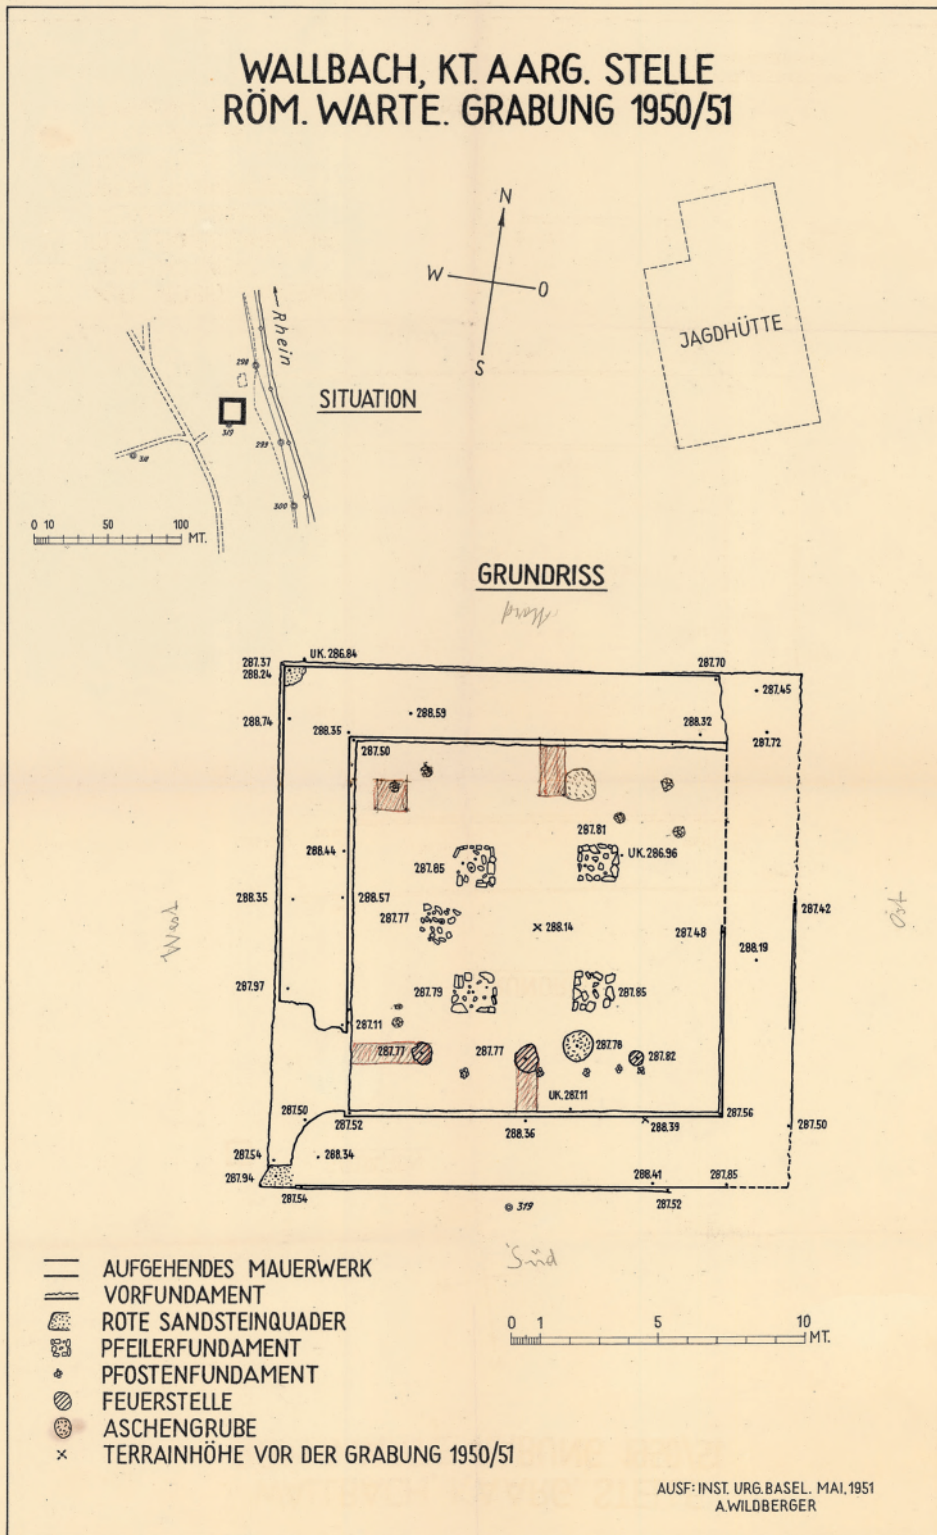 WALLBACH, KT. AARG. STELLE
RÖM. WARTE. GRABUNG 1950/51
N
W
O
S
JAGDHÜTTE
Rhein
298
SITUATION
319
299
311
300
0 10 50 100 MT.
GRUNDRISS
Nord
UK. 286.84
287.37
288.24
287.70
287.45
288.74
288.59
288.35
288.32
287.72
287.50
287.81
288.44
287.85
UK. 286.96
288.35
288.57
287.77
288.14
287.48
287.42
West
Ost
288.19
287.97
287.79
287.85
287.11
287.77
287.77
287.78
287.82
UK. 287.11
287.50
287.52
288.36
288.39
287.56
287.50
287.54
288.34
287.94
287.54
288.41
287.85
287.52
319
Süd
AUFGEHENDES MAUERWERK
VORFUNDAMENT
ROTE SANDSTEINQUADER
PFEILERFUNDAMENT
PFOSTENFUNDAMENT
FEUERSTELLE
ASCHENGRUBE
TERRAINHÖHE VOR DER GRABUNG 1950/51
0 1 5 10 MT.
AUSF: INST. URG. BASEL. MAI. 1951
A. WILDBERGER